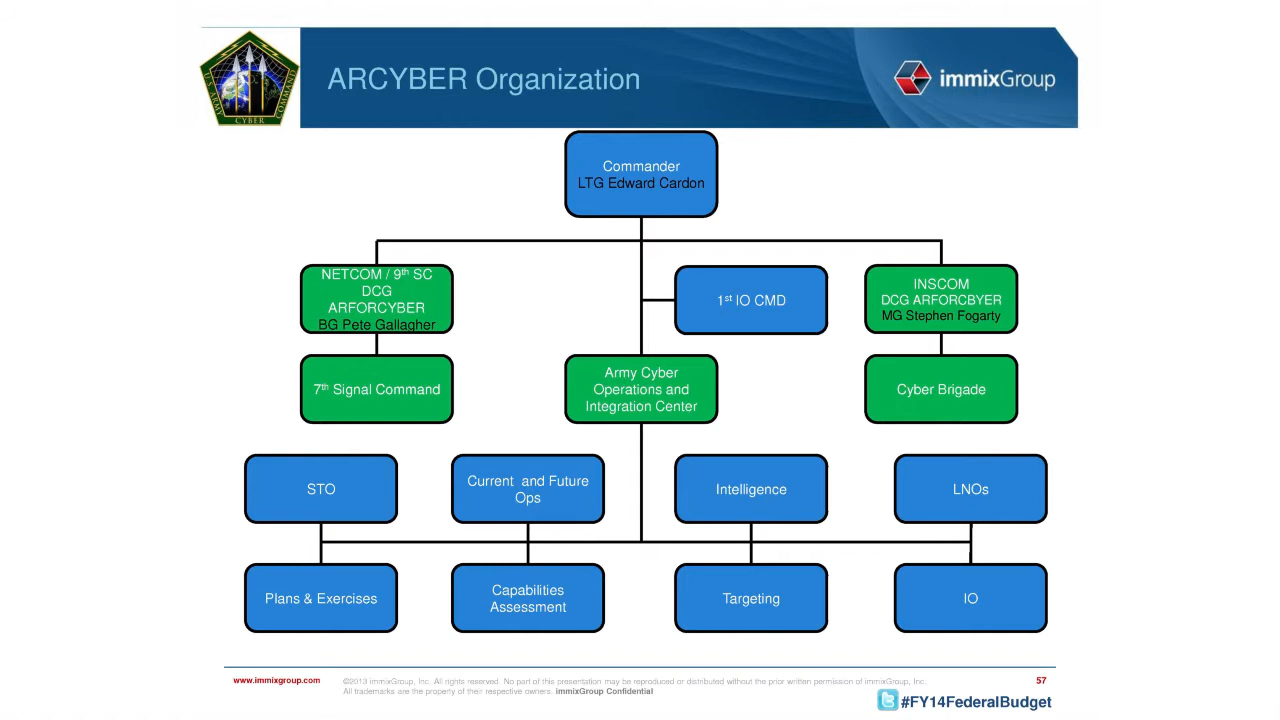 ARCYBER Organization
immixGroup
U.S. ARMY
CYBER
COMMAND
Commander
LTG Edward Cardon
NETCOM / 9th SC
DCG
ARFORCYBER
BG Pete Gallagher
1st IO CMD
INSCOM
DCG ARFORCBYER
MG Stephen Fogarty
7th Signal Command
Army Cyber
Operations and
Integration Center
Cyber Brigade
STO
Current and Future
Ops
Intelligence
LNOs
Plans & Exercises
Capabilities
Assessment
Targeting
IO
www.immixgroup.com
©2013 immixGroup, Inc. All rights reserved. No part of this presentation may be reproduced or distributed without the prior written permission of immixGroup, Inc.
All trademarks are the property of their respective owners. immixGroup Confidential
57
#FY14FederalBudget